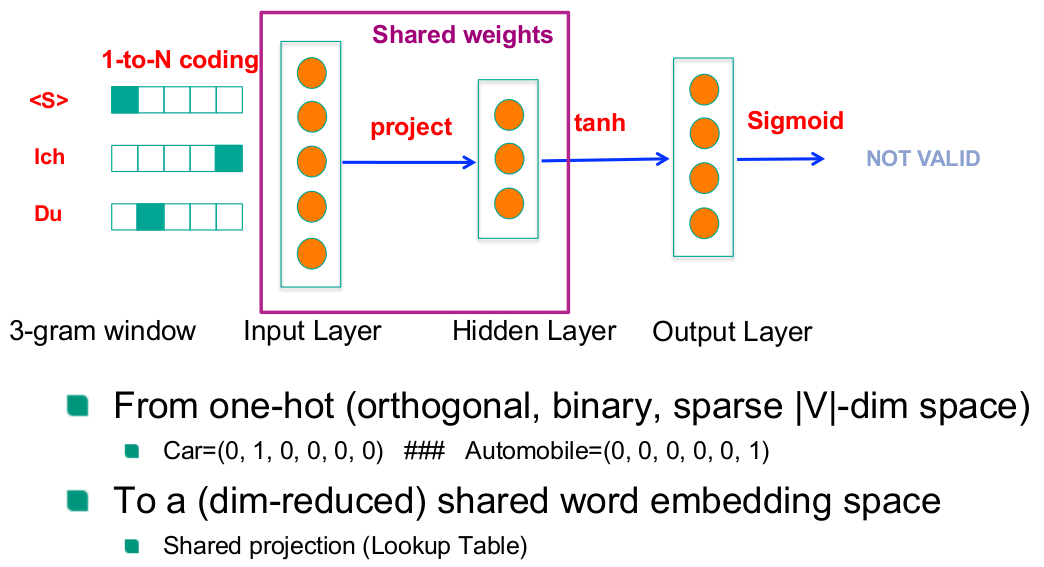 Shared weights
1-to-N coding
<S>
project
tanh
Sigmoid
Ich
NOT VALID
Du
3-gram window
Input Layer
Hidden Layer
Output Layer
From one-hot (orthogonal, binary, sparse |V|-dim space)
Car=(0, 1, 0, 0, 0, 0) ### Automobile=(0, 0, 0, 0, 0, 1)
To a (dim-reduced) shared word embedding space
Shared projection (Lookup Table)